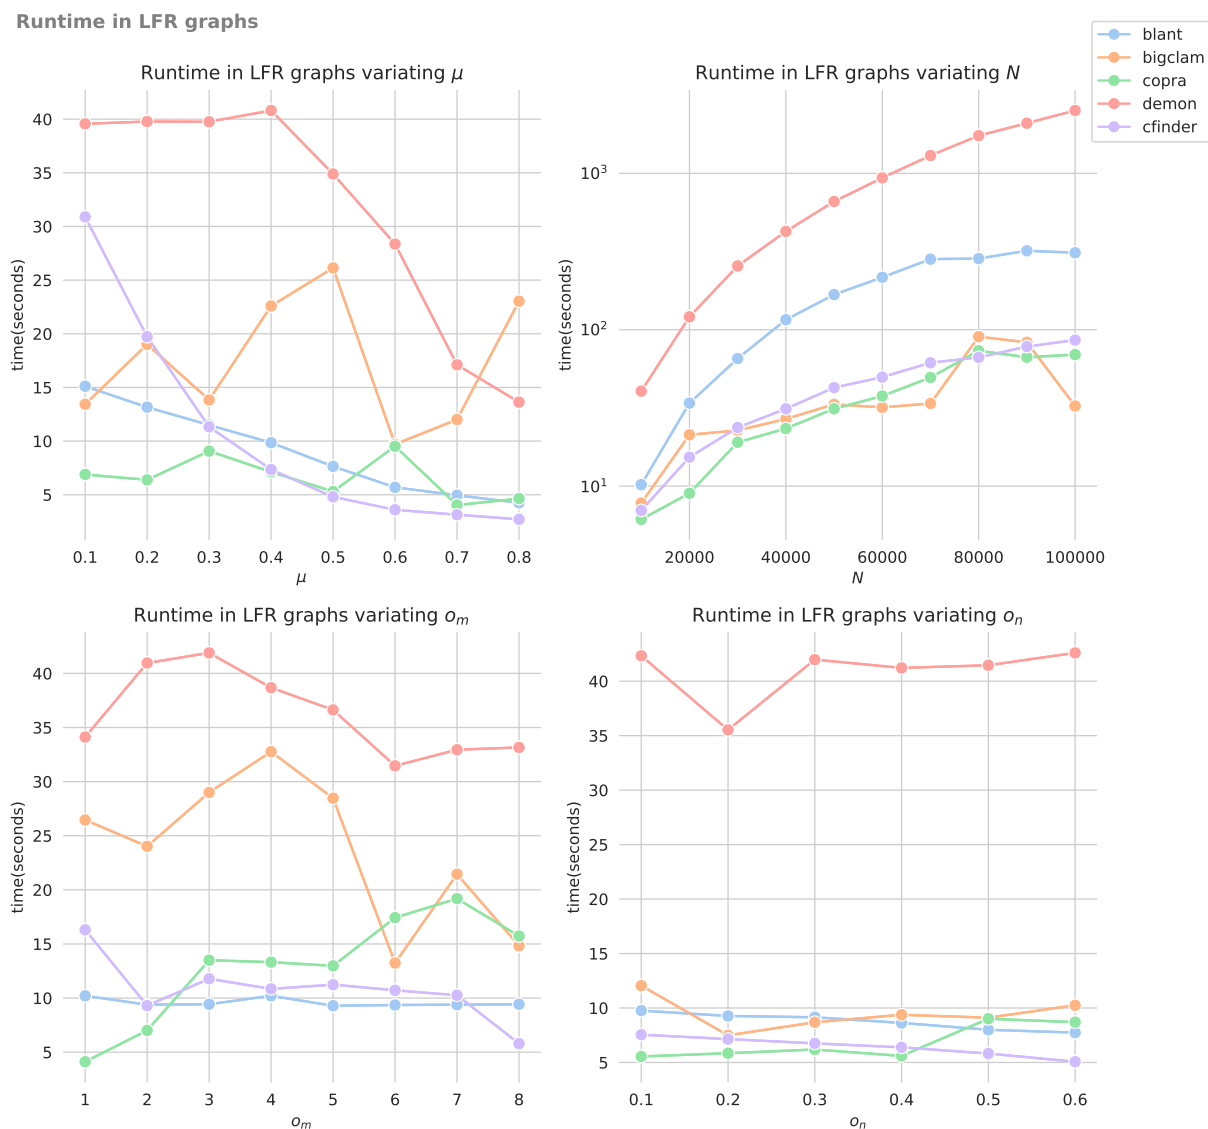 Runtime in LFR graphs
blant
bigclam
copra
demon
cfinder
Runtime in LFR graphs variating μ
time(seconds)
40
35
30
25
20
15
10
5
0.1 0.2 0.3 0.4 0.5 0.6 0.7 0.8
μ
Runtime in LFR graphs variating N
time(seconds)
10³
10²
10¹
20000 40000 60000 80000 100000
N
Runtime in LFR graphs variating oₘ
time(seconds)
40
35
30
25
20
15
10
5
1 2 3 4 5 6 7 8
oₘ
Runtime in LFR graphs variating oₙ
time(seconds)
40
35
30
25
20
15
10
5
0.1 0.2 0.3 0.4 0.5 0.6
oₙ